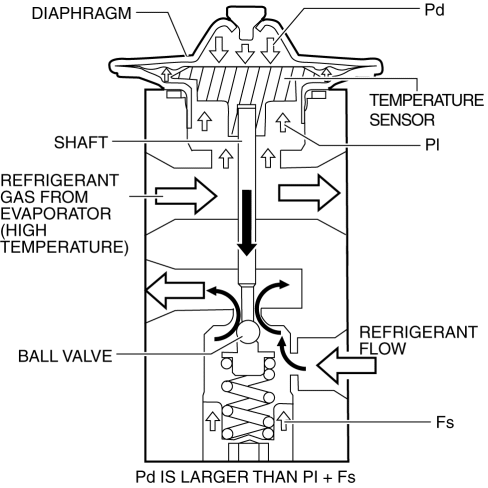 DIAPHRAGM
Pd
TEMPERATURE
SENSOR
SHAFT
PI
REFRIGERANT
GAS FROM
EVAPORATOR
(HIGH
TEMPERATURE)
REFRIGERANT
FLOW
BALL VALVE
Fs
Pd IS LARGER THAN PI + Fs